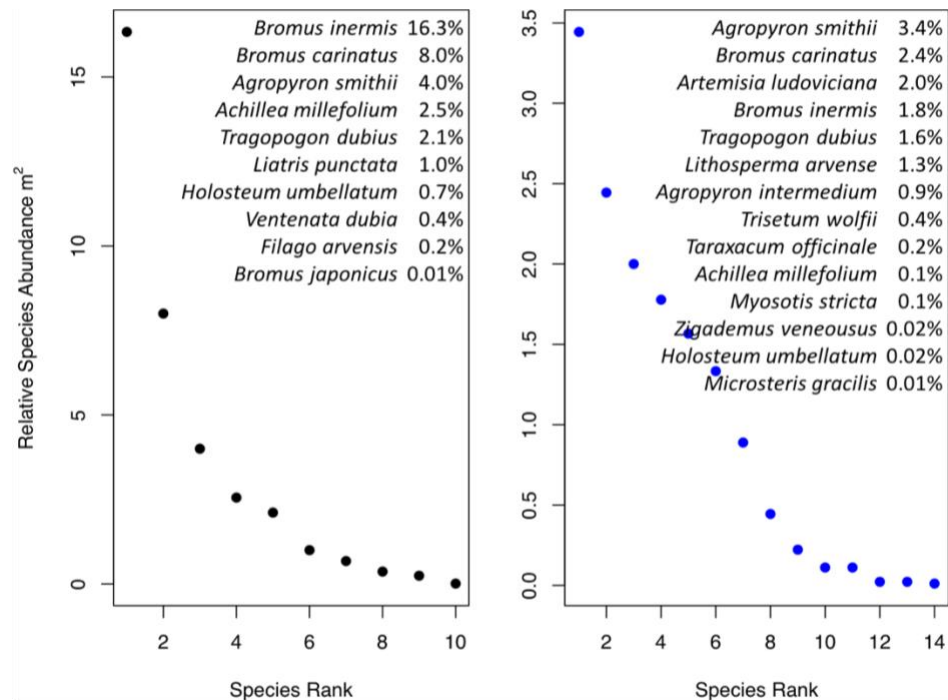 Relative Species Abundance m²
15
10
5
0
Bromus inermis 16.3%
Bromus carinatus 8.0%
Agropyron smithii 4.0%
Achillea millefolium 2.5%
Tragopogon dubius 2.1%
Liatris punctata 1.0%
Holosteum umbellatum 0.7%
Ventenata dubia 0.4%
Filago arvensis 0.2%
Bromus japonicus 0.01%
2 4 6 8 10
Species Rank
3.5
3.0
2.5
2.0
1.5
1.0
0.5
0.0
Agropyron smithii 3.4%
Bromus carinatus 2.4%
Artemisia ludoviciana 2.0%
Bromus inermis 1.8%
Tragopogon dubius 1.6%
Lithosperma arvense 1.3%
Agropyron intermedium 0.9%
Trisetum wolfii 0.4%
Taraxacum officinale 0.2%
Achillea millefolium 0.1%
Myosotis stricta 0.1%
Zigademus veneousus 0.02%
Holosteum umbellatum 0.02%
Microsteris gracilis 0.01%
2 4 6 8 10 12 14
Species Rank